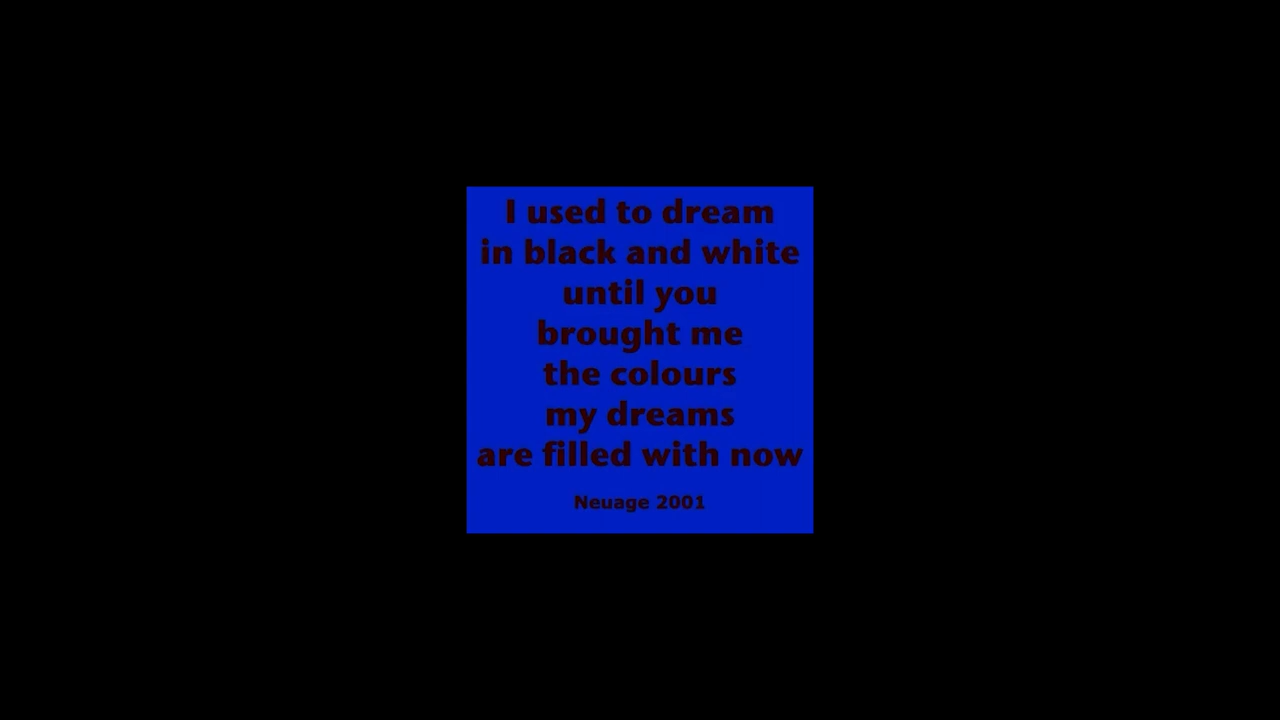 I used to dream
in black and white
until you
brought me
the colours
my dreams
are filled with now
Neuage 2001